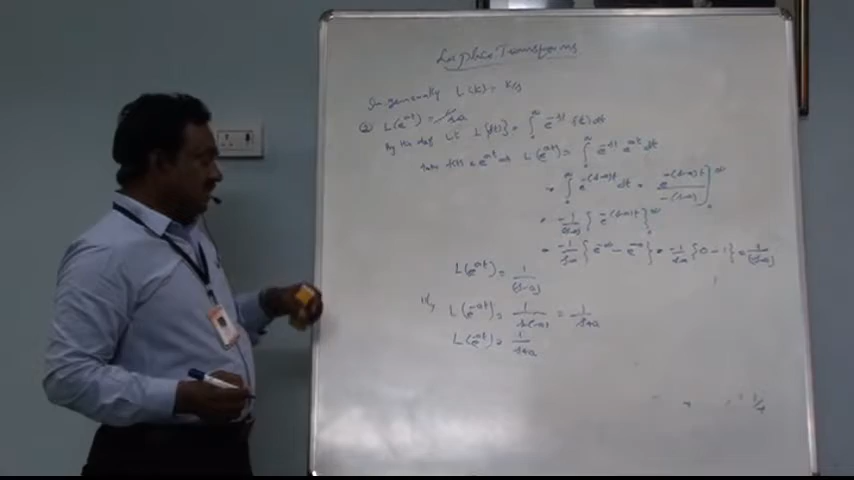 Laplace Transforms
In generally L(K) = K/s
② L(e^at) = 1/s-a
By the def L.T L{f(t)} = ∫₀^∞ e^-st f(t) dt
take f(t) = e^at L(e^at) = ∫₀^∞ e^-st e^at dt
= ∫₀^∞ e^-(s-a)t dt = e^-(s-a)t / -(s-a) ]₀^∞
= -1/(s-a) { e^-(s-a)t }₀^∞
= -1/s-a { e^-∞ - e^-0 } = -1/s-a { 0 - 1 } = 1/(s-a)
L(e^at) = 1/(s-a)
llly L(e^-at) = 1/s-(-a) = 1/s+a
L(e^-at) = 1/s+a